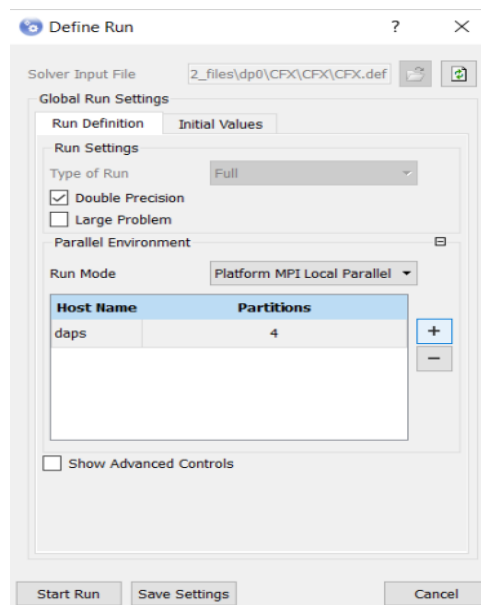 Define Run ? ×
Solver Input File 2_files\dp0\CFX\CFX\CFX.def
Global Run Settings
Run Definition Initial Values
Run Settings
Type of Run Full
Double Precision
Large Problem
Parallel Environment
Run Mode Platform MPI Local Parallel
Host Name Partitions
daps 4
+
−
Show Advanced Controls
Start Run Save Settings Cancel